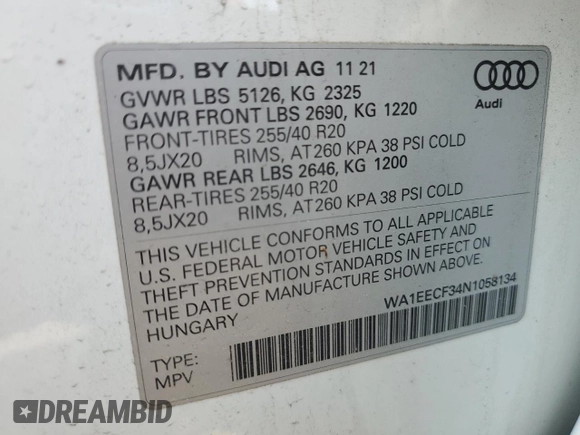 MFD. BY AUDI AG 11 21
Audi
GVWR LBS 5126, KG 2325
GAWR FRONT LBS 2690, KG 1220
FRONT-TIRES 255/40 R20
8,5JX20 RIMS, AT 260 KPA 38 PSI COLD
GAWR REAR LBS 2646, KG 1200
REAR-TIRES 255/40 R20
8,5JX20 RIMS, AT 260 KPA 38 PSI COLD
THIS VEHICLE CONFORMS TO ALL APPLICABLE
U.S. FEDERAL MOTOR VEHICLE SAFETY AND
THEFT PREVENTION STANDARDS IN EFFECT ON
THE DATE OF MANUFACTURE SHOWN ABOVE.
HUNGARY
WA1EECF34N1058134
TYPE:
MPV
DREAMBID